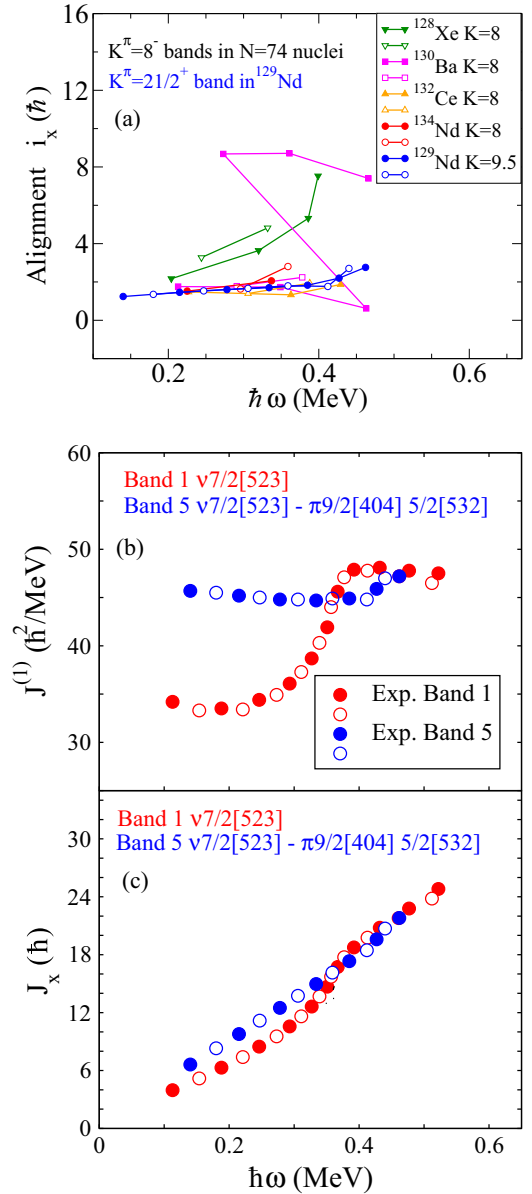 K^π=8^- bands in N=74 nuclei
K^π=21/2^+ band in ^129Nd
(a)
^128Xe K=8
^130Ba K=8
^132Ce K=8
^134Nd K=8
^129Nd K=9.5
Alignment i_x(ħ)
16
12
8
4
0
0.2
0.4
0.6
ħ ω (MeV)
Band 1 ν7/2[523]
Band 5 ν7/2[523] - π9/2[404] 5/2[532]
(b)
J^(1) (ħ^2/MeV)
60
50
40
30
Exp. Band 1
Exp. Band 5
Band 1 ν7/2[523]
Band 5 ν7/2[523] - π9/2[404] 5/2[532]
(c)
J_x (ħ)
30
24
18
12
6
0
0
0.2
0.4
0.6
ħω (MeV)